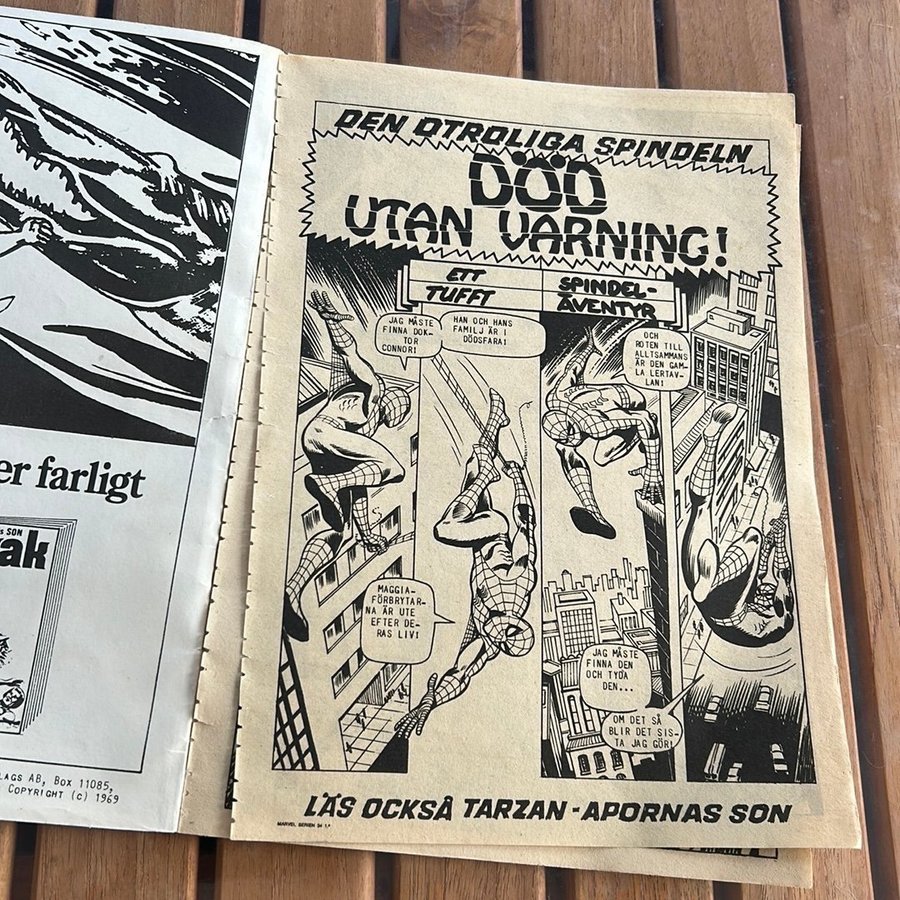 er farligt
SON
ak
LAGS AB, BOX 11085,
COPYRIGHT (c) 1969
DEN OTROLIGA SPINDELN
DÖD
UTAN VARNING!
ETT
TUFFT
SPINDEL-
ÄVENTYR
JAG MÅSTE
FINNA DOK-
TOR
CONNOR!
HAN OCH HANS
FAMILJ ÄR I
DÖDSFARA!
MAGGIA-
FÖRBRYTAR-
NA ÄR UTE
EFTER DE-
RAS LIV!
OCH
ROTEN TILL
ALLTSAMMANS
ÄR DEN GAM-
LA LERTAV-
LAN!
JAG MÅSTE
FINNA DEN
OCH TYDA
DEN...
OM DET SÅ
BLIR DET SIS-
TA JAG GÖR!
LÄS OCKSÅ TARZAN - APORNAS SON
MARVEL SERIEN